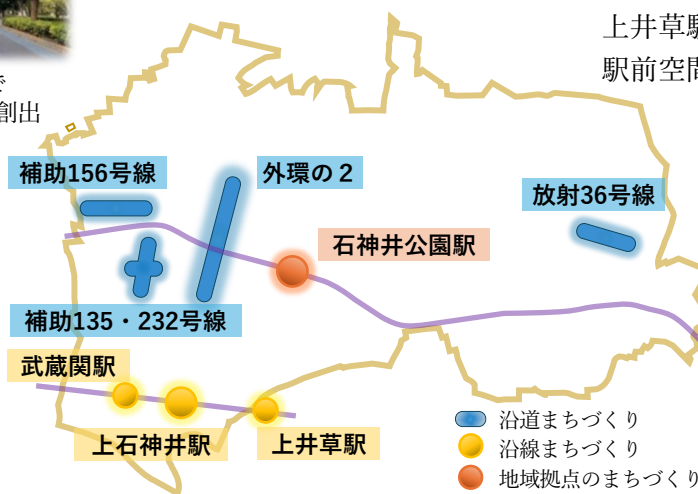 上井草駅
駅前空間
で
創出
補助156号線
外環の２
放射36号線
石神井公園駅
補助135・232号線
武蔵関駅
上石神井駅
上井草駅
沿道まちづくり
沿線まちづくり
地域拠点のまちづくり